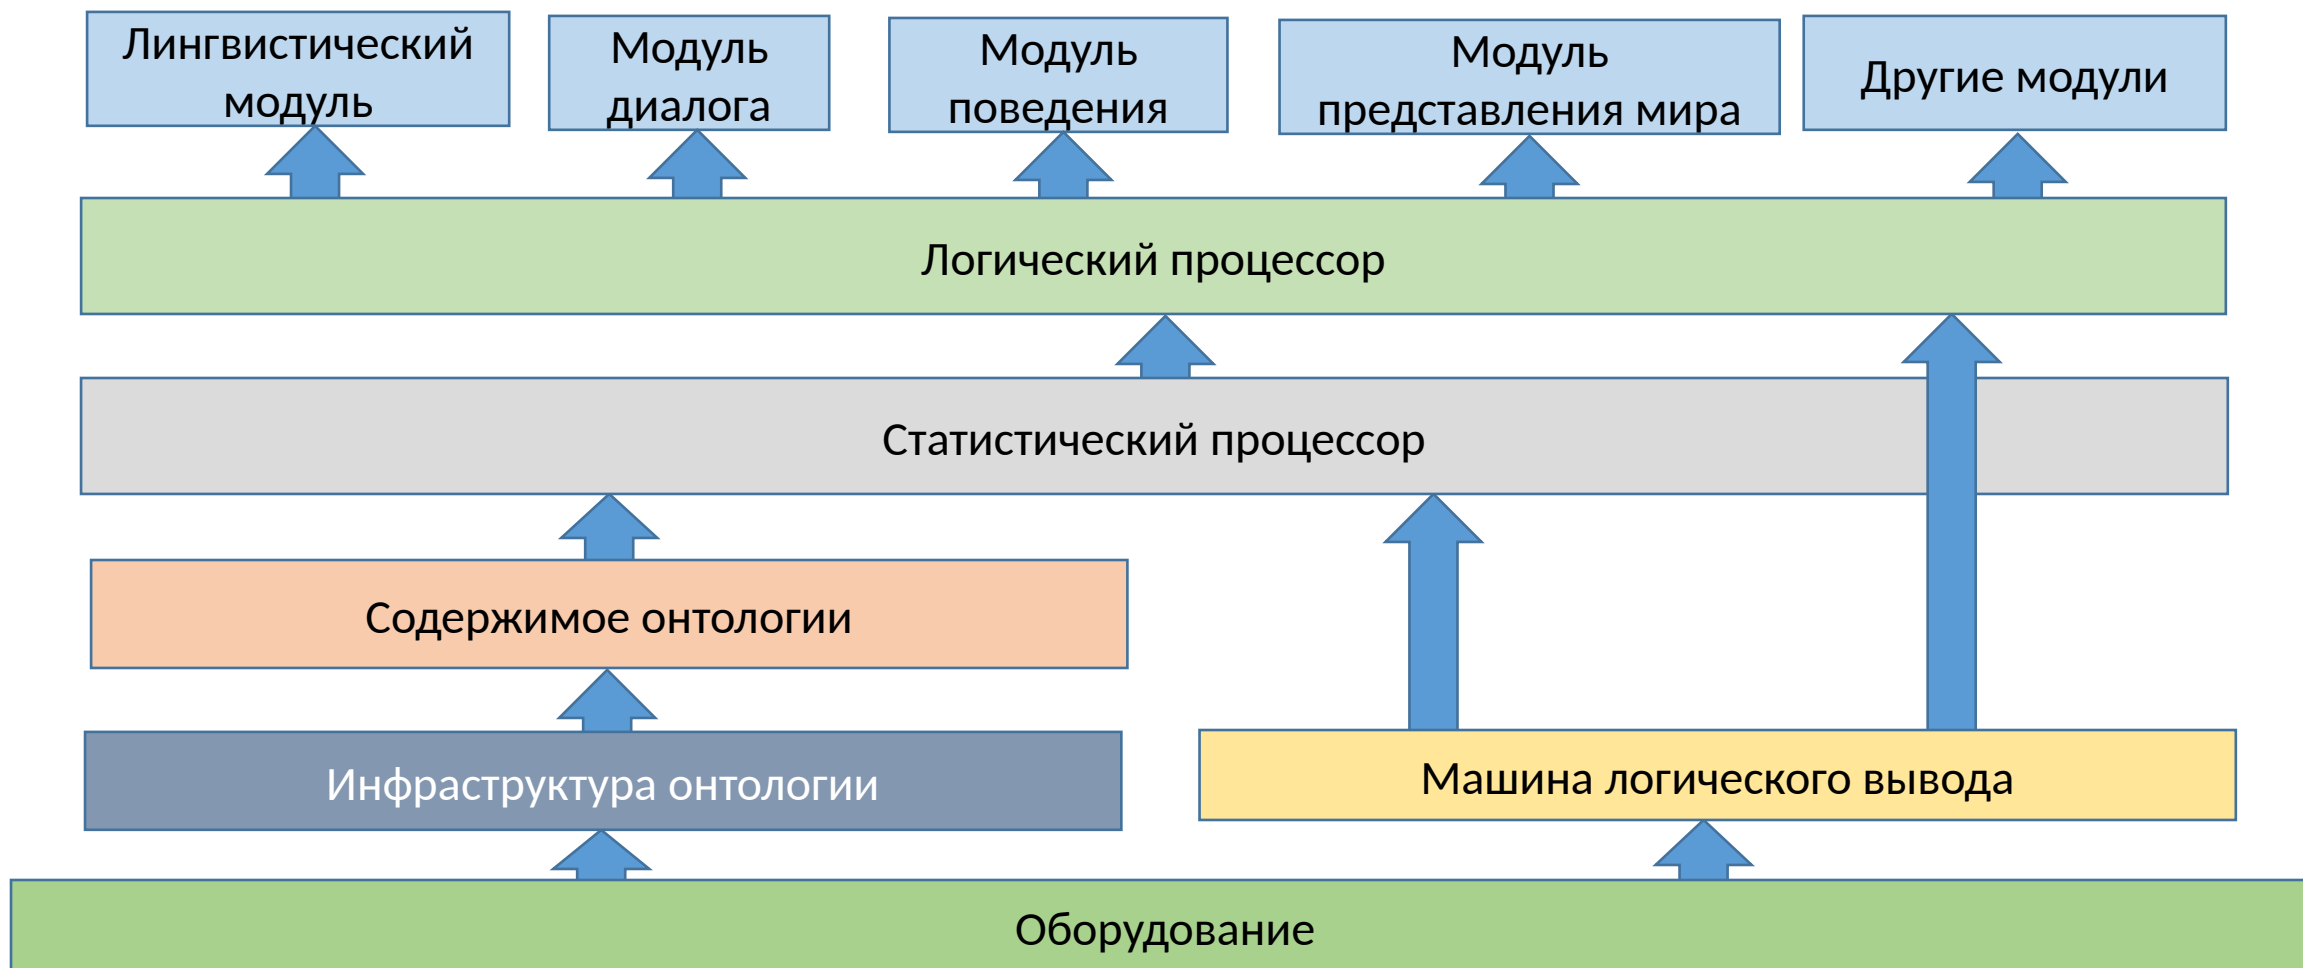 Лингвистический
модуль
Модуль
диалога
Модуль
поведения
Модуль
представления мира
Другие модули
Логический процессор
Статистический процессор
Содержимое онтологии
Инфраструктура онтологии
Машина логического вывода
Оборудование